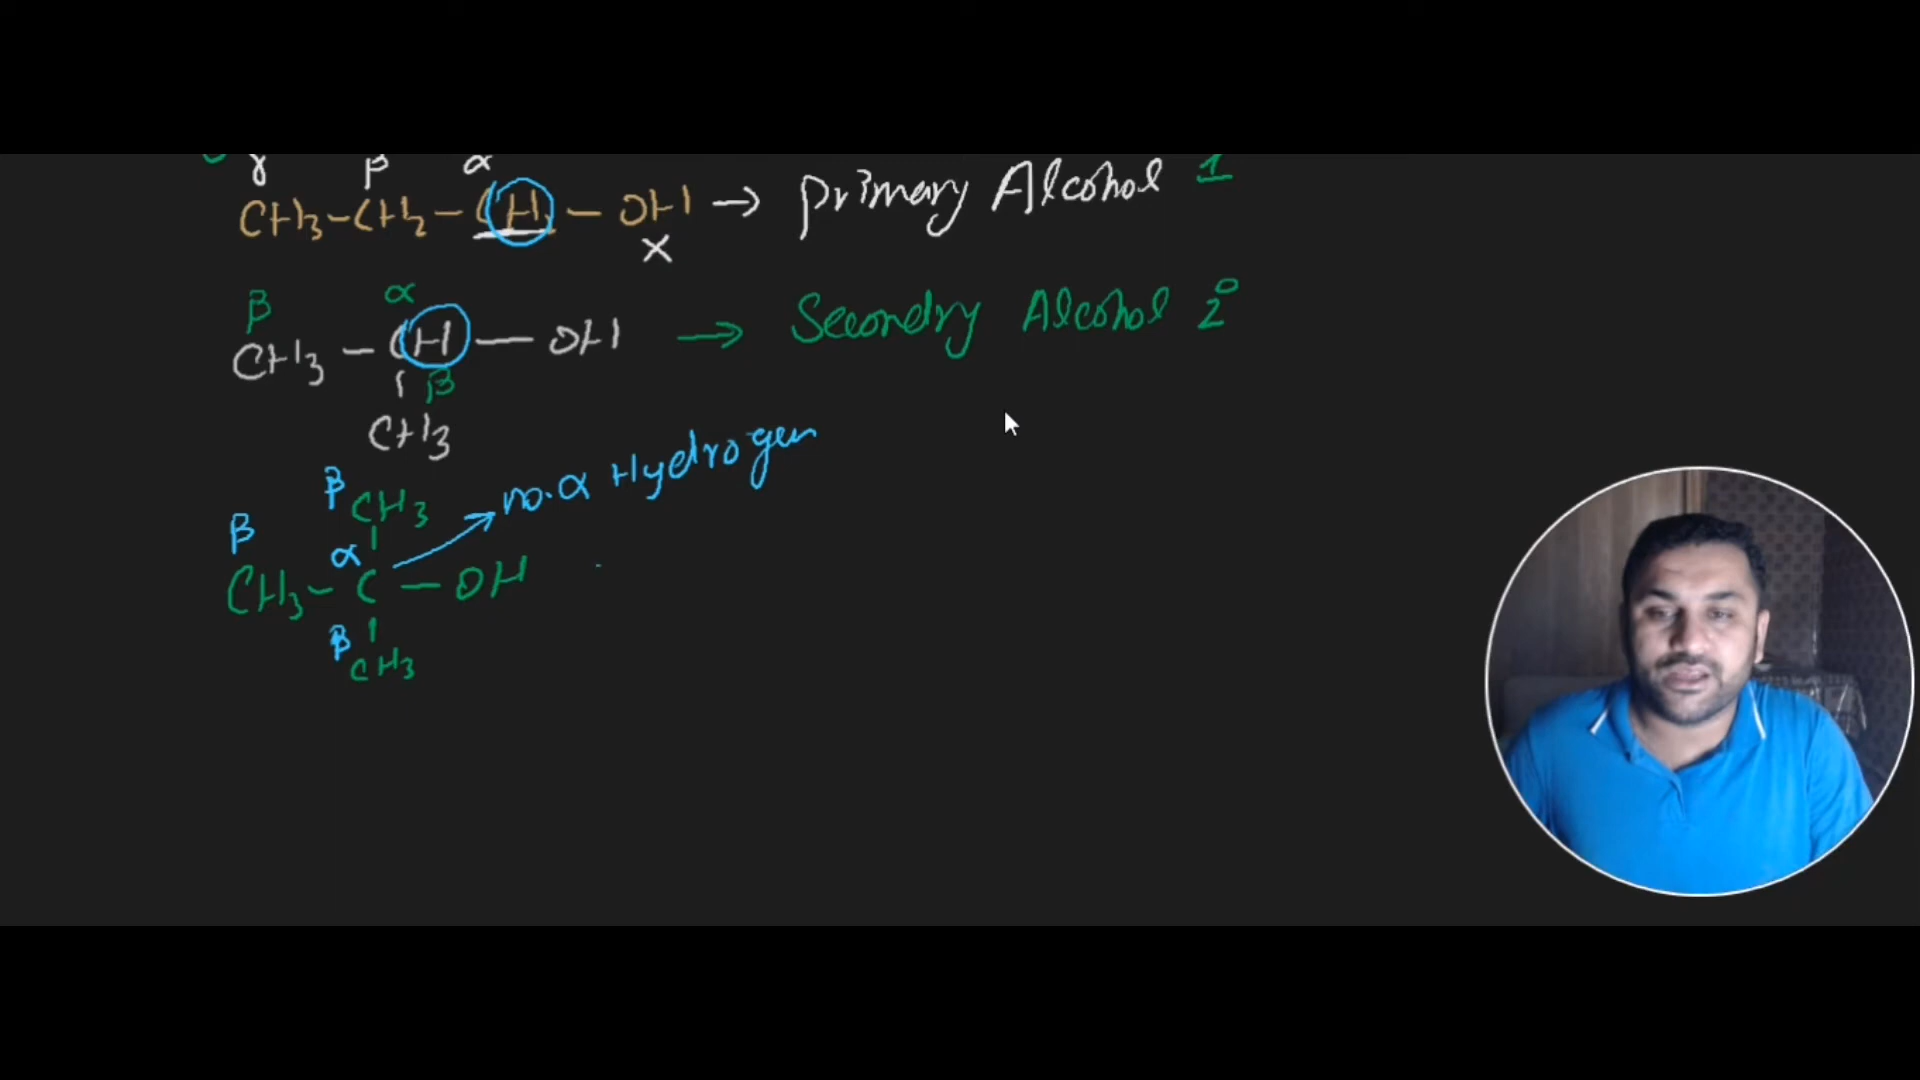 γ β α
CH3-CH2-CH2-OH → Primary Alcohol 1
X
β α
CH3-CH-OH → Secondry Alcohol 2°
β
CH3
β CH3 → no. α Hydrogen
β α
CH3-C-OH
β
CH3